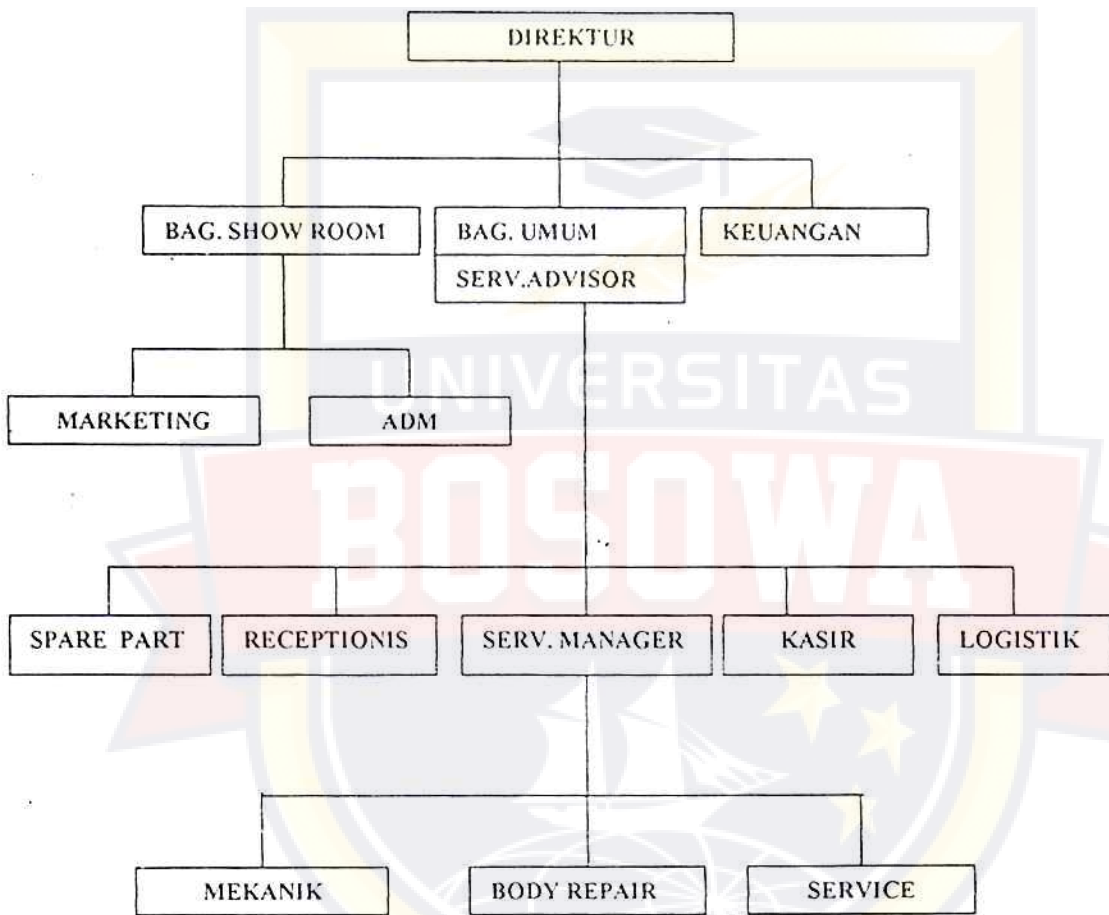 DIREKTUR
BAG. SHOW ROOM
BAG. UMUM
KEUANGAN
SERV.ADVISOR
MARKETING
ADM
UNIVERSITAS
BOSOWA
SPARE PART
RECEPTIONIS
SERV. MANAGER
KASIR
LOGISTIK
MEKANIK
BODY REPAIR
SERVICE